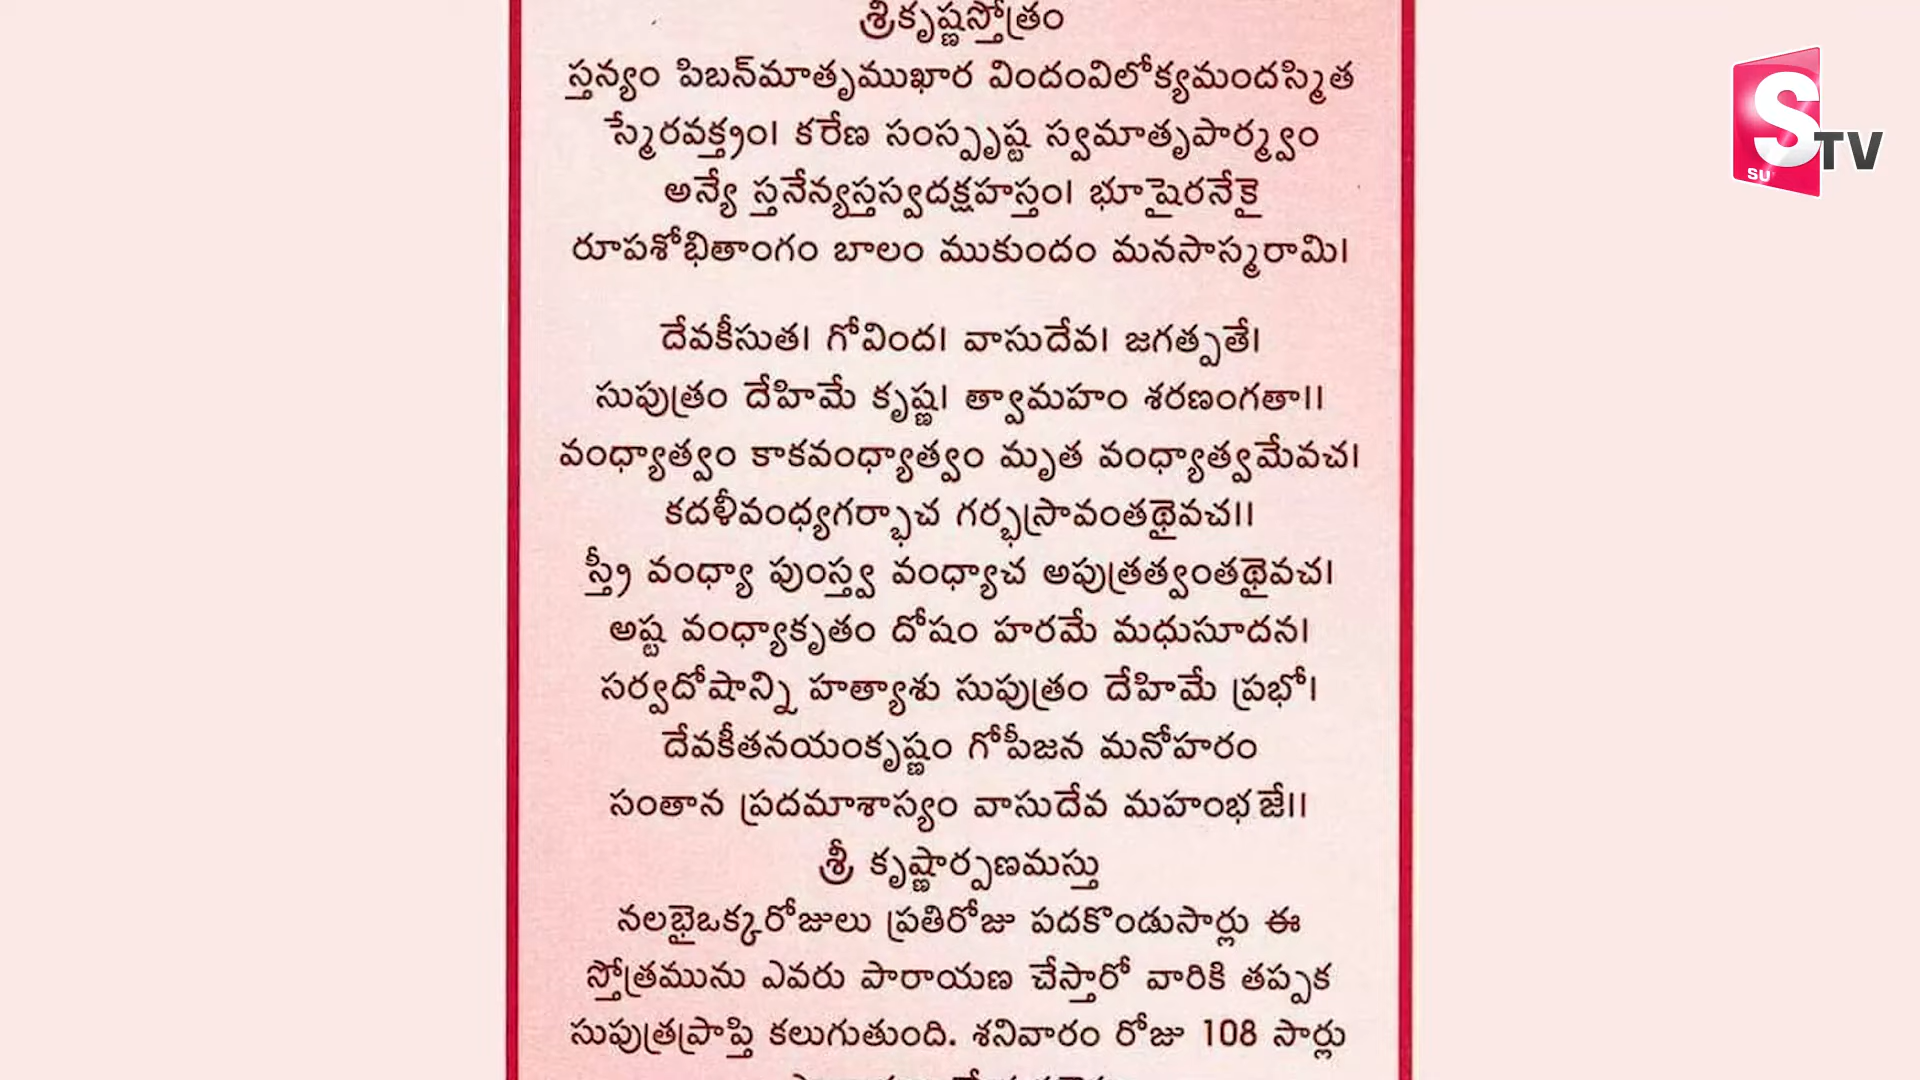 శ్రీకృష్ణస్తోత్రం
స్తన్యం పిబన్‌మాతృముఖార విందంవిలోక్యమందస్మిత
స్మేరవక్త్రం। కరేణ సంస్పృష్ట స్వమాతృపార్మ్వం
అన్యే స్తనేన్యస్తస్వదక్షహస్తం। భూషైరనేకై
రూపశోభితాంగం బాలం ముకుందం మనసాస్మరామి।
దేవకీసుత। గోవింద। వాసుదేవ। జగత్పతే।
సుపుత్రం దేహిమే కృష్ణ। త్వామహం శరణంగతా।।
వంధ్యాత్వం కాకవంధ్యాత్వం మృత వంధ్యాత్వమేవచ।
కదళీవంధ్యగర్భాచ గర్భస్రావంతథైవచ।।
స్త్రీ వంధ్యా పుంస్త్వ వంధ్యాచ అపుత్రత్వంతథైవచ।
అష్ట వంధ్యాకృతం దోషం హరమే మధుసూదన।
సర్వదోషాన్ని హత్యాశు సుపుత్రం దేహిమే ప్రభో।
దేవకీతనయంకృష్ణం గోపీజన మనోహరం
సంతాన ప్రదమాశాస్యం వాసుదేవ మహంభజే।।
శ్రీ కృష్ణార్పణమస్తు
నలభైఒక్కరోజులు ప్రతిరోజు పదకొండుసార్లు ఈ
స్తోత్రమును ఎవరు పారాయణ చేస్తారో వారికి తప్పక
సుపుత్రప్రాప్తి కలుగుతుంది. శనివారం రోజు 108 సార్లు
S TV
SU